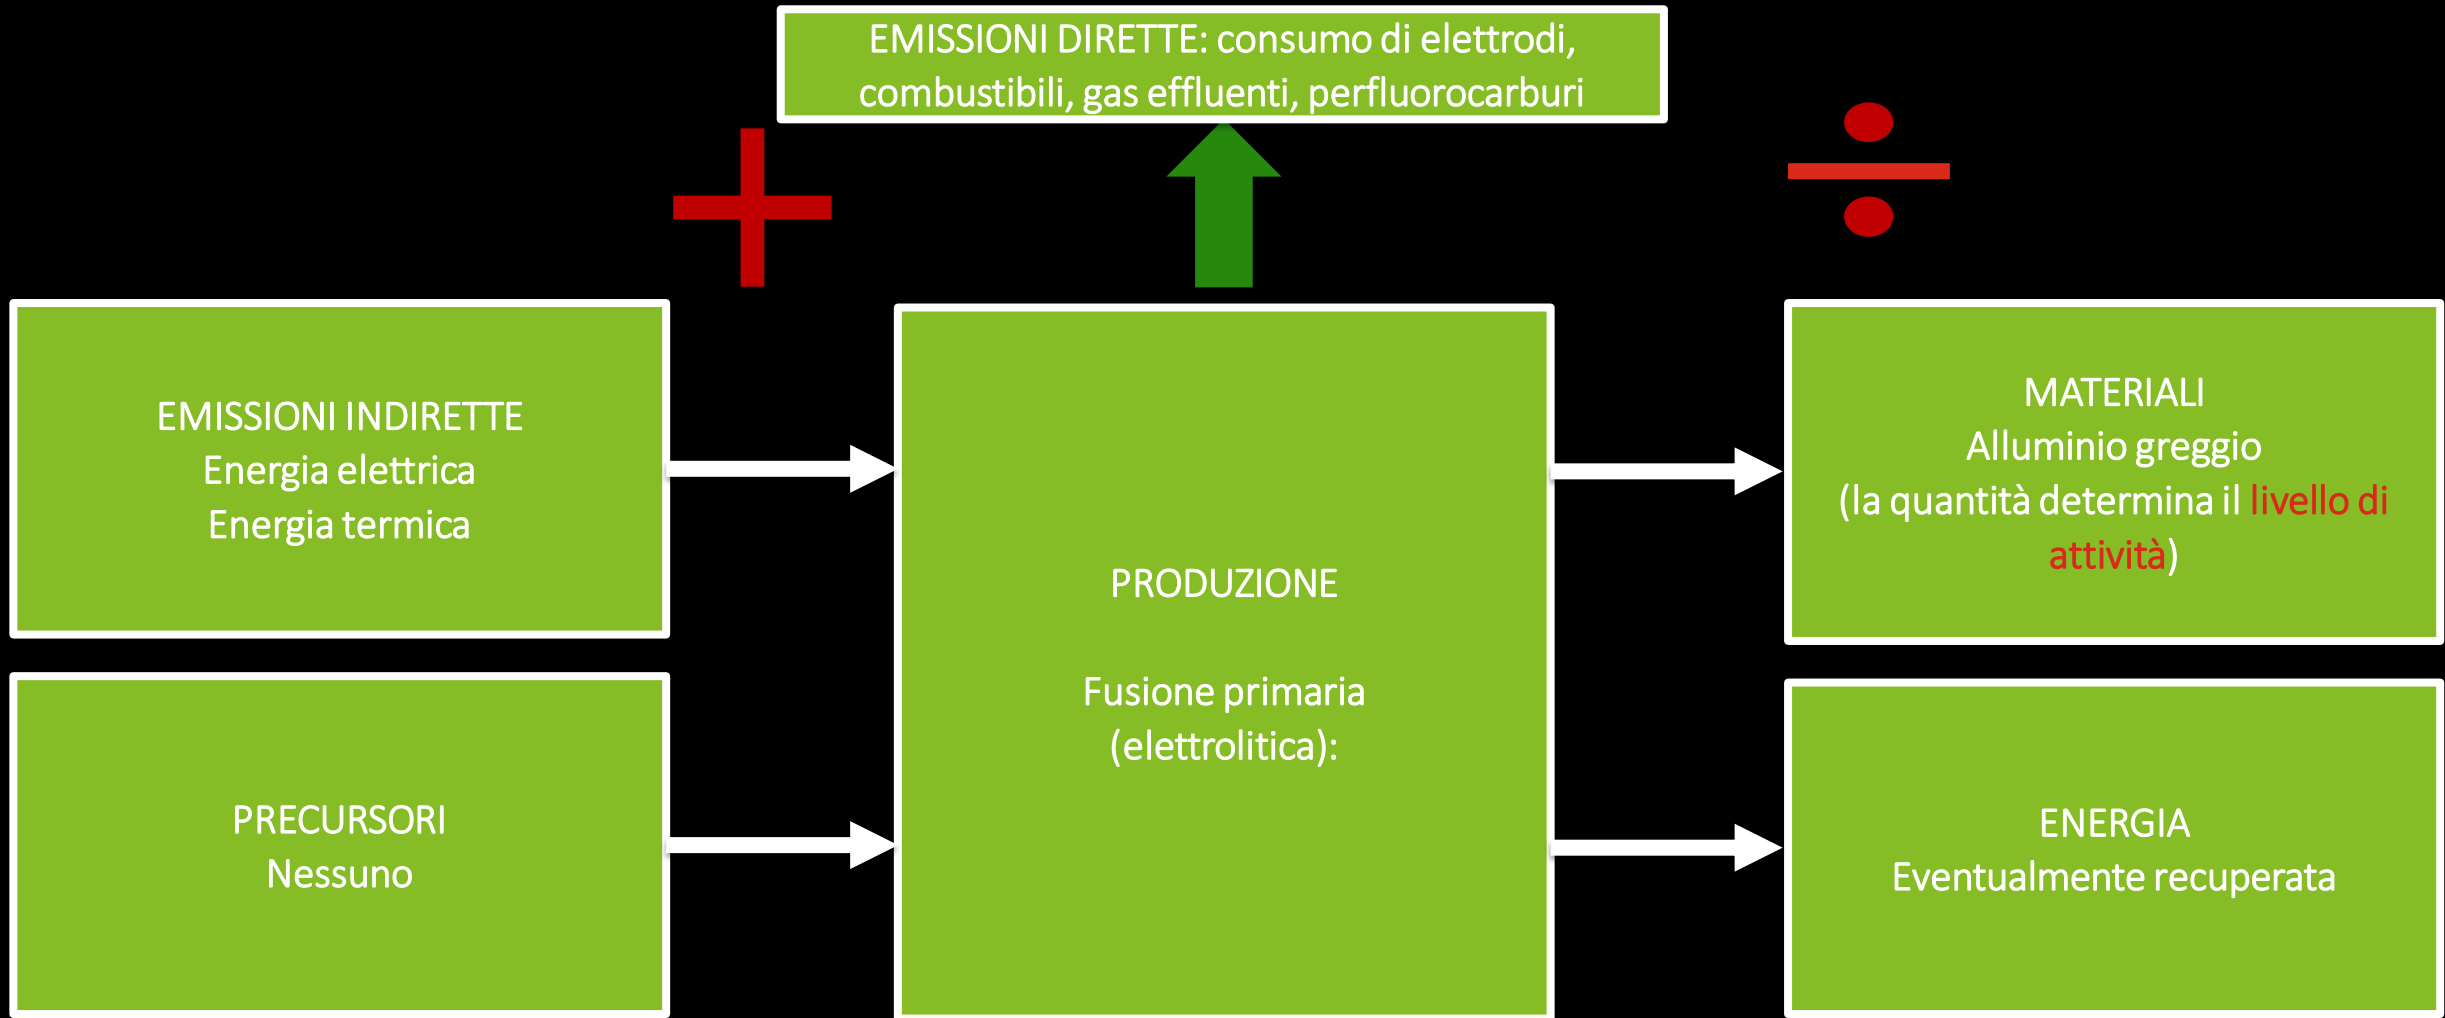 EMISSIONI DIRETTE: consumo di elettrodi,
combustibili, gas effluenti, perfluorocarburi
EMISSIONI INDIRETTE
Energia elettrica
Energia termica
PRECURSORI
Nessuno
PRODUZIONE
Fusione primaria
(elettrolitica):
MATERIALI
Alluminio greggio
(la quantità determina il livello di
attività)
ENERGIA
Eventualmente recuperata